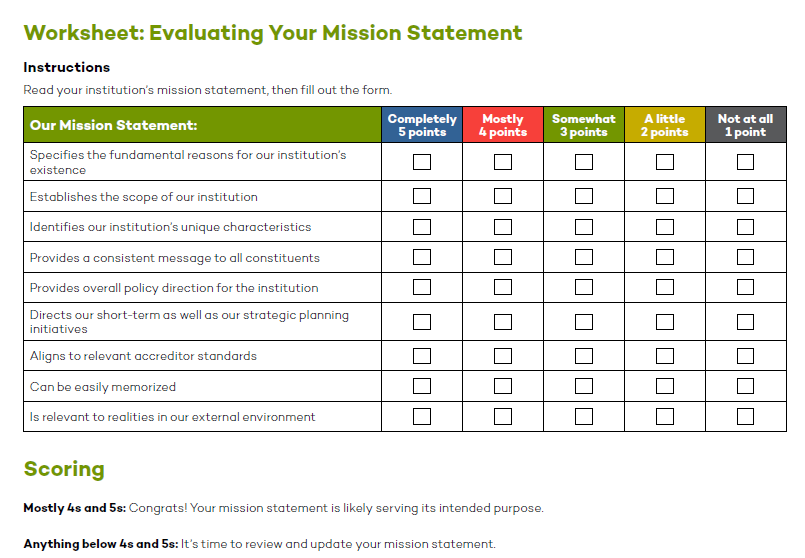 Worksheet: Evaluating Your Mission Statement
Instructions
Read your institution's mission statement, then fill out the form.
Our Mission Statement:
Completely
5 points
Mostly
4 points
Somewhat
3 points
A little
2 points
Not at all
1 point
Specifies the fundamental reasons for our institution's
existence
Establishes the scope of our institution
Identifies our institution's unique characteristics
Provides a consistent message to all constituents
Provides overall policy direction for the institution
Directs our short-term as well as our strategic planning
initiatives
Aligns to relevant accreditor standards
Can be easily memorized
Is relevant to realities in our external environment
Scoring
Mostly 4s and 5s: Congrats! Your mission statement is likely serving its intended purpose.
Anything below 4s and 5s: It's time to review and update your mission statement.